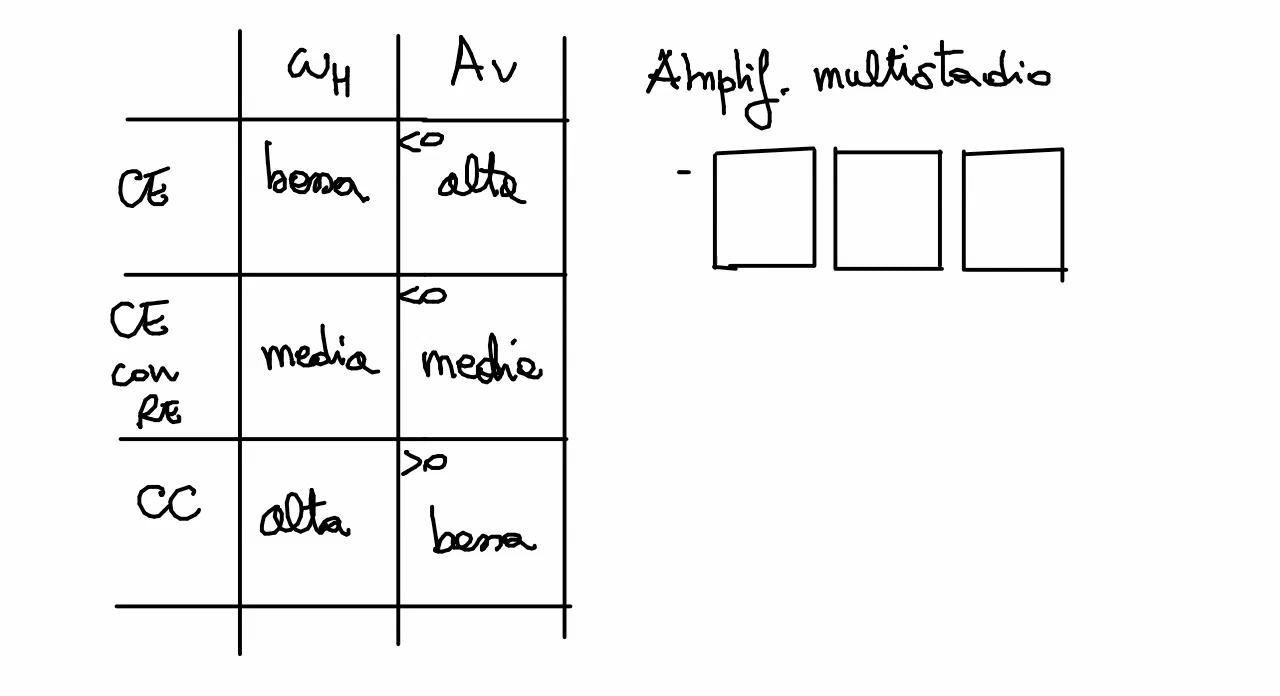 ωH AV
Amplif. multistadio
CE bassa <0 alta
CE con RE media <0 media
CC alta >0 bassa